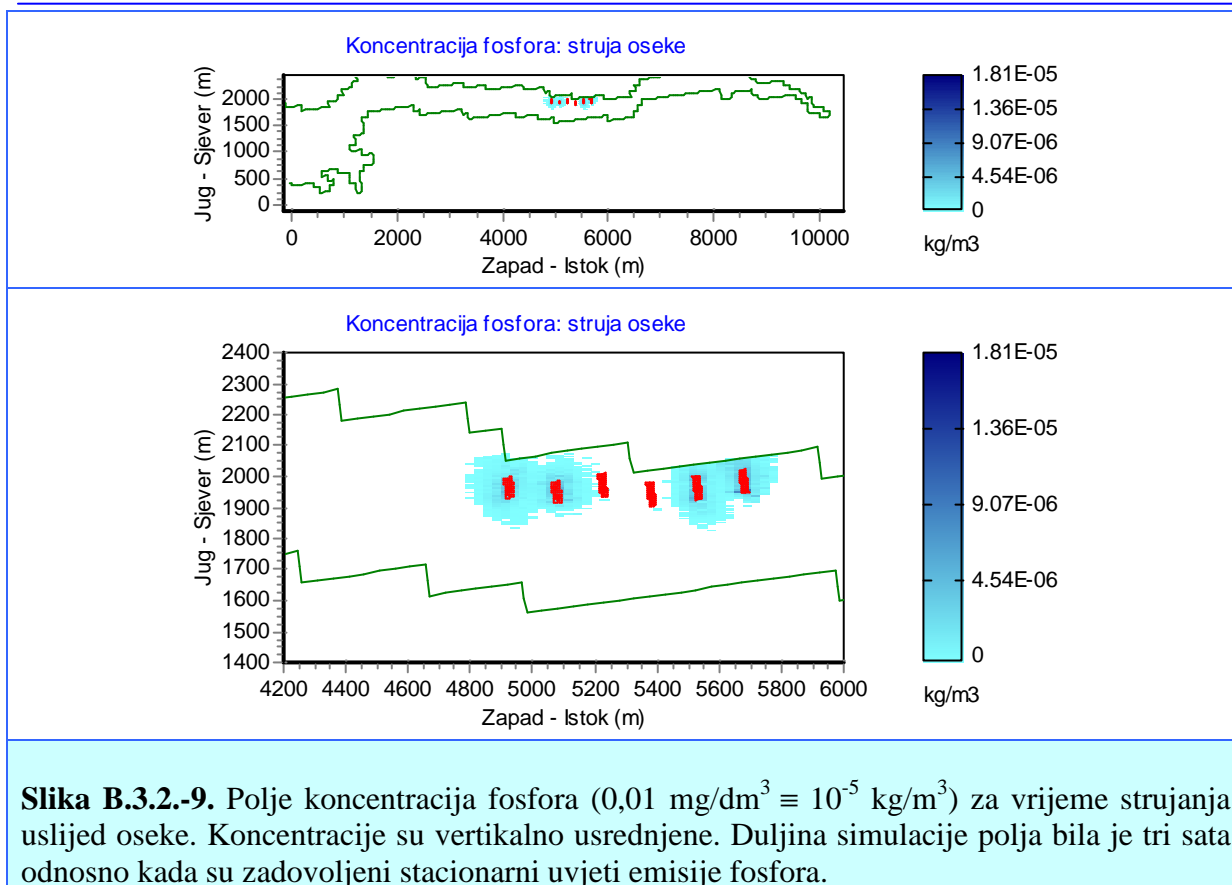 Koncentracija fosfora: struja oseke
Jug - Sjever (m)
2000
1500
1000
500
0
0 2000 4000 6000 8000 10000
Zapad - Istok (m)
1.81E-05
1.36E-05
9.07E-06
4.54E-06
0
kg/m3
Koncentracija fosfora: struja oseke
Jug - Sjever (m)
2400
2300
2200
2100
2000
1900
1800
1700
1600
1500
1400
4200 4400 4600 4800 5000 5200 5400 5600 5800 6000
Zapad - Istok (m)
1.81E-05
1.36E-05
9.07E-06
4.54E-06
0
kg/m3
Slika B.3.2.-9. Polje koncentracija fosfora (0,01 mg/dm³ ≡ 10⁻⁵ kg/m³) za vrijeme strujanja
uslijed oseke. Koncentracije su vertikalno usrednjene. Duljina simulacije polja bila je tri sata
odnosno kada su zadovoljeni stacionarni uvjeti emisije fosfora.